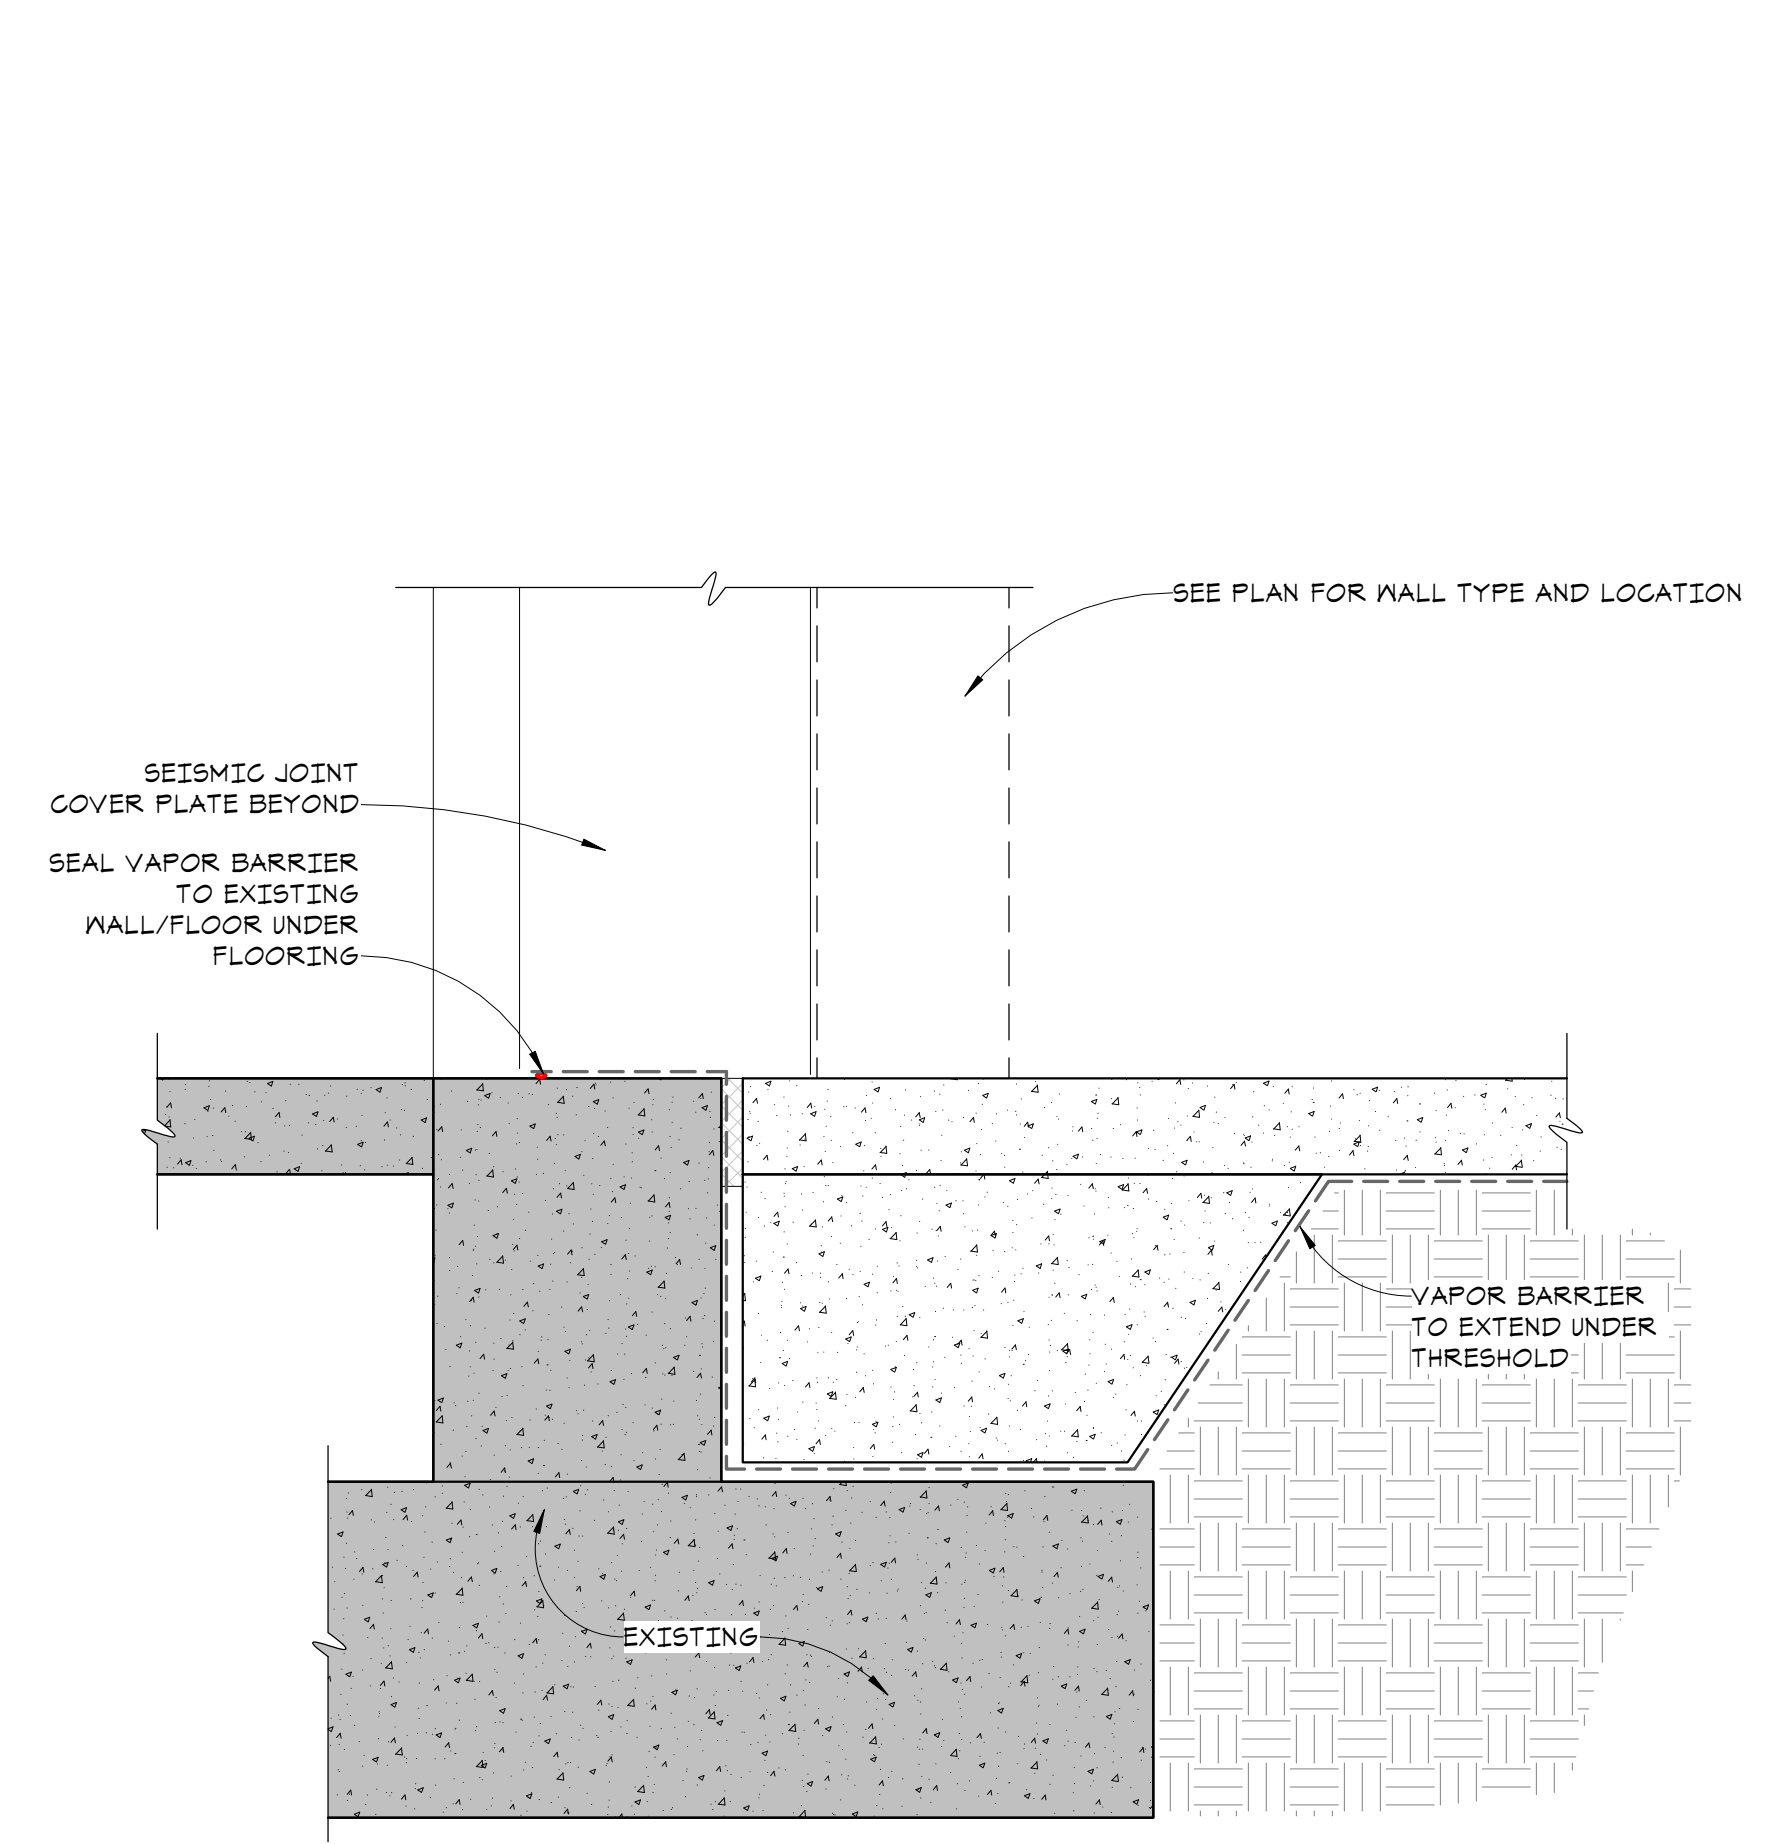 SEE PLAN FOR WALL TYPE AND LOCATION
SEISMIC JOINT
COVER PLATE BEYOND
SEAL VAPOR BARRIER
TO EXISTING
WALL/FLOOR UNDER
FLOORING
VAPOR BARRIER
TO EXTEND UNDER
THRESHOLD
EXISTING